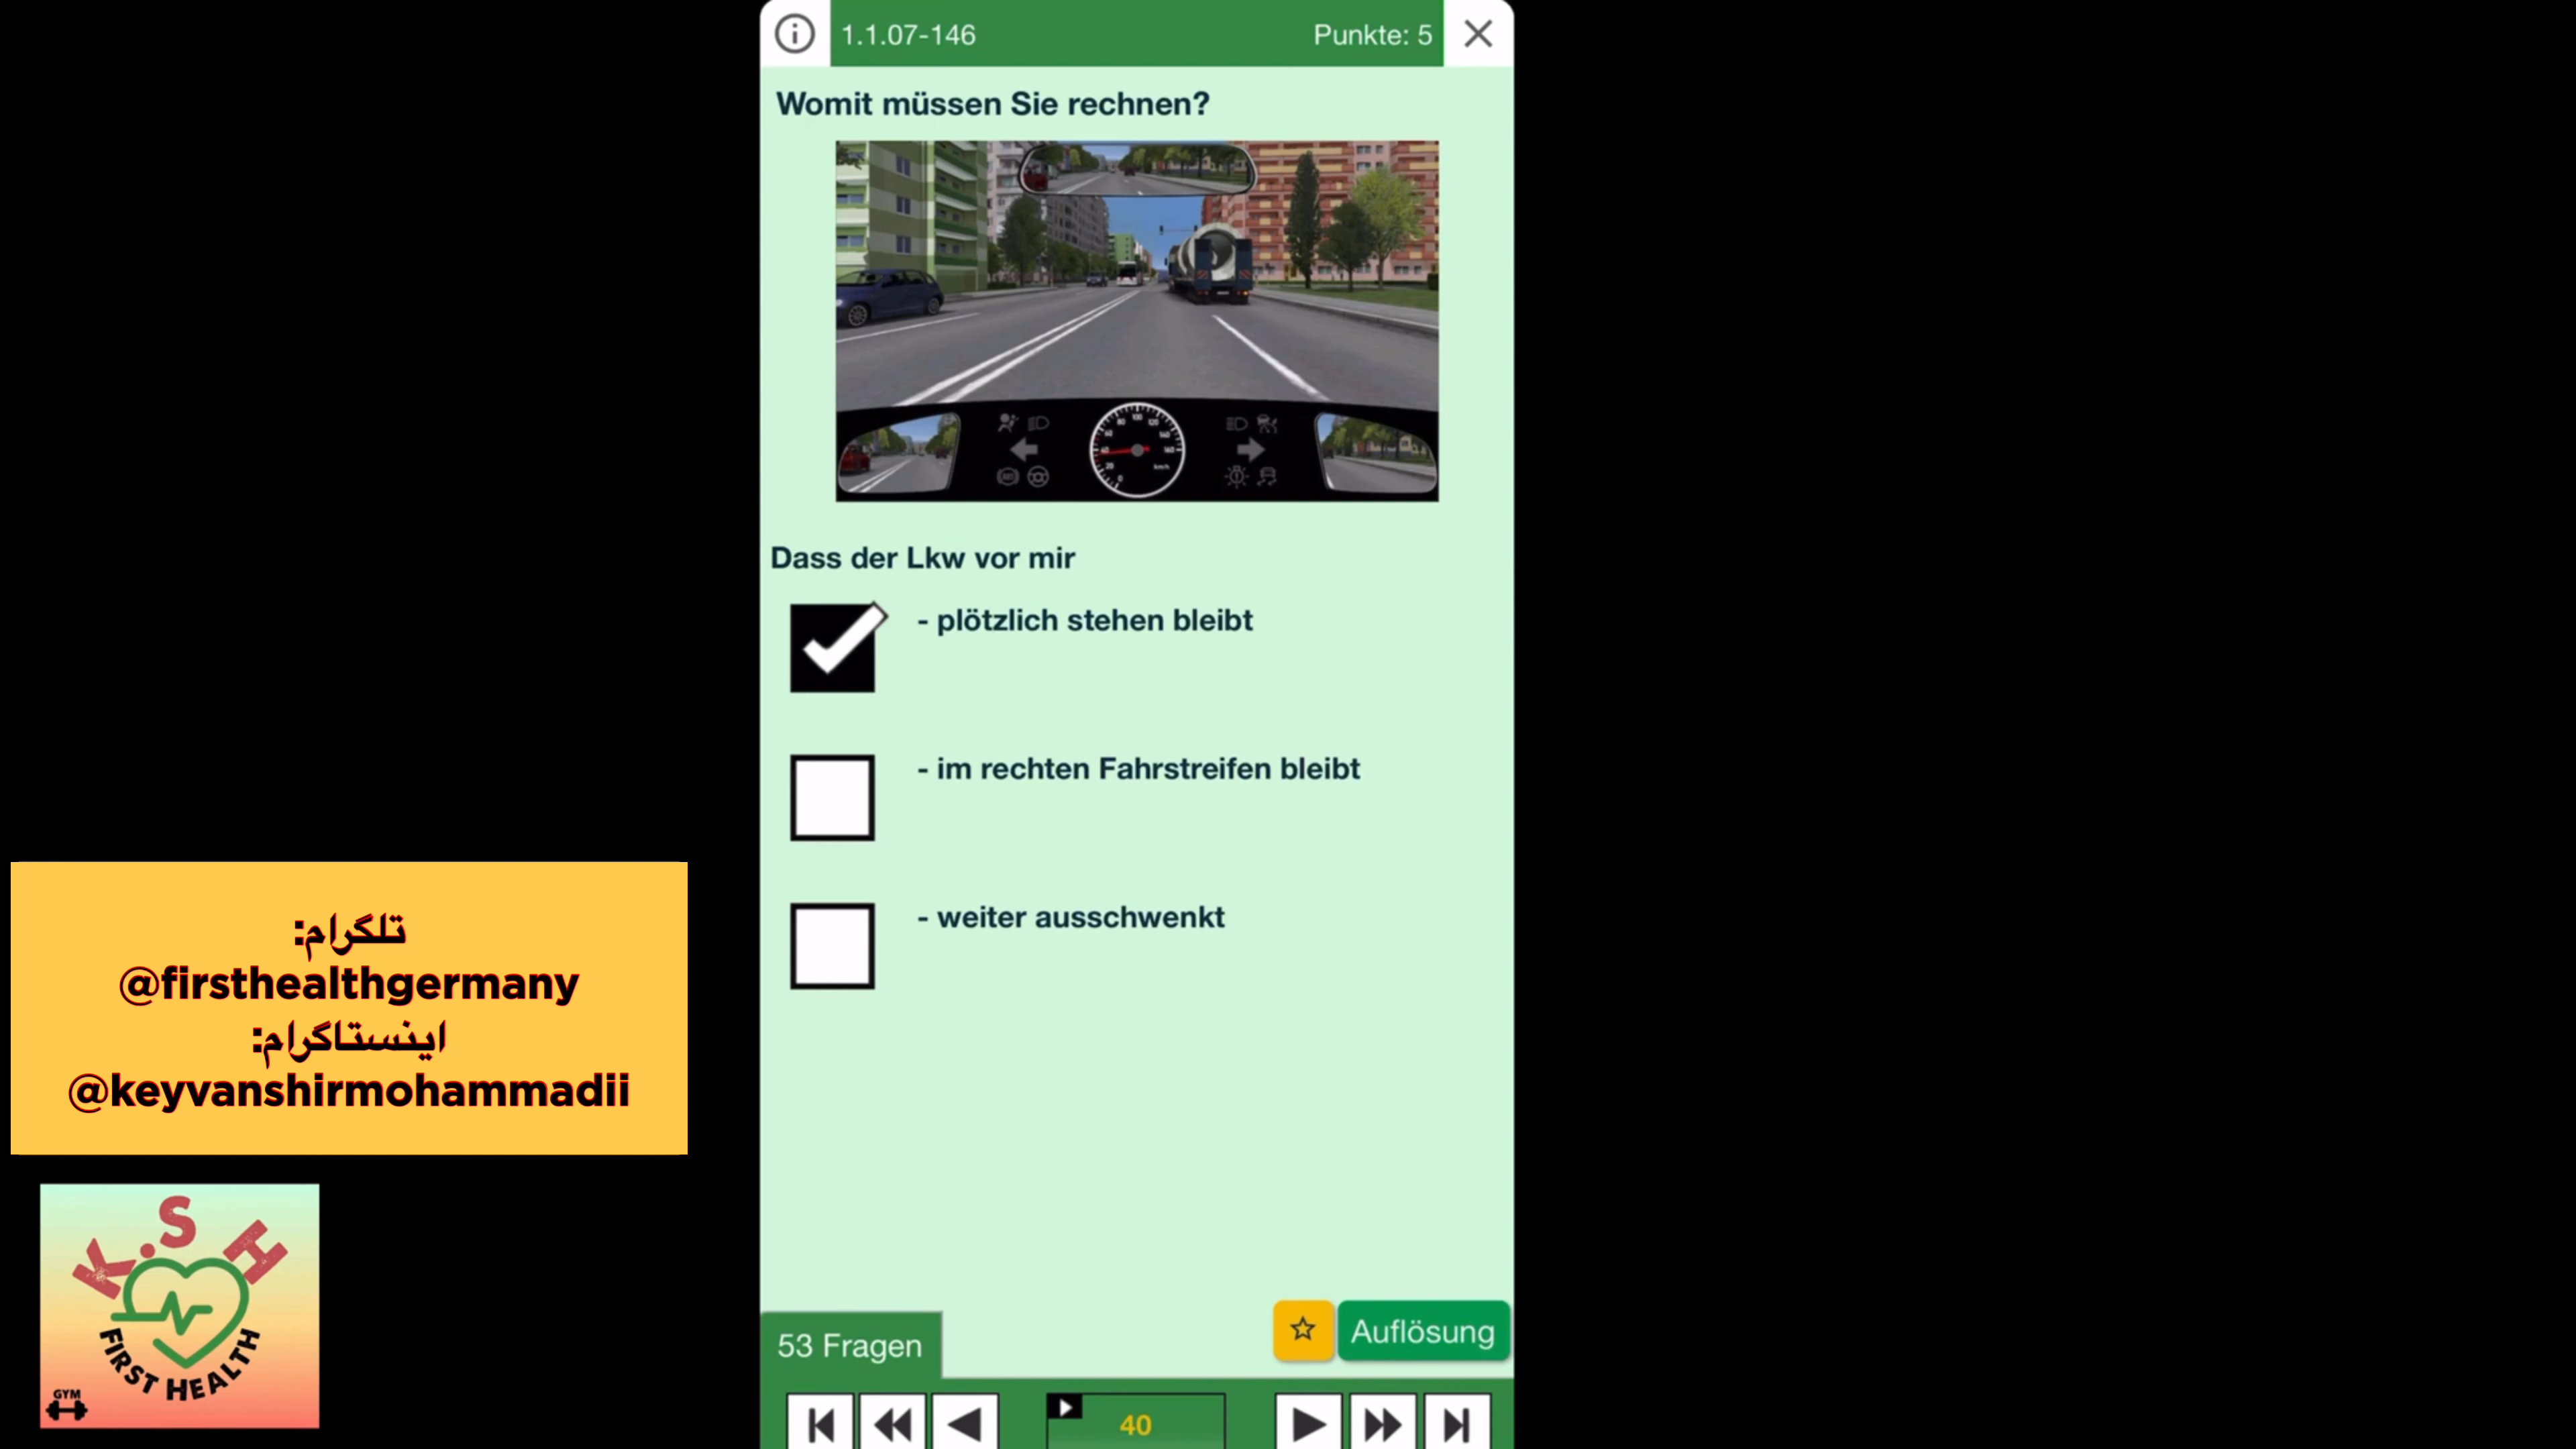 1.1.07-146
Punkte: 5
Womit müssen Sie rechnen?
Dass der Lkw vor mir
- plötzlich stehen bleibt
- im rechten Fahrstreifen bleibt
- weiter ausschwenkt
تلگرام:
@firsthealthgermany
اینستاگرام:
@keyvanshirmohammadii
K.SH
FIRST HEALTH
GYM
Auflösung
53 Fragen
40